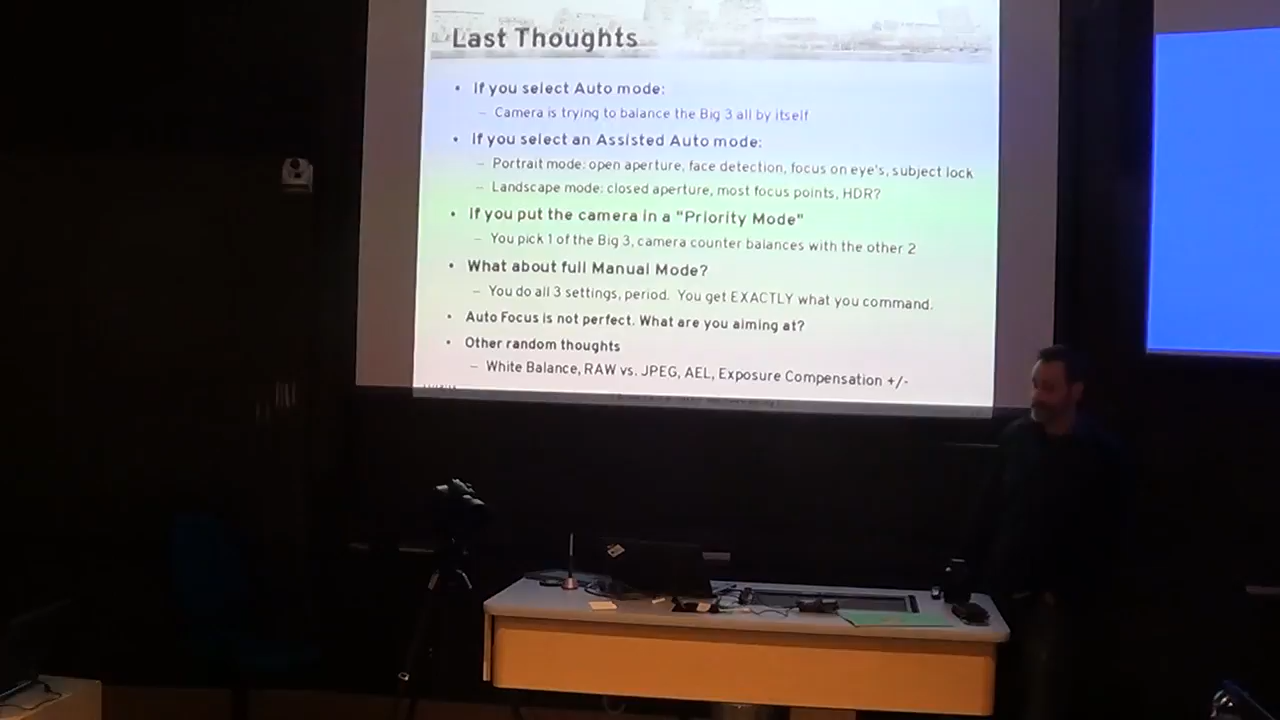 Last Thoughts
• If you select Auto mode:
– Camera is trying to balance the Big 3 all by itself
• If you select an Assisted Auto mode:
– Portrait mode: open aperture, face detection, focus on eye's, subject lock
– Landscape mode: closed aperture, most focus points, HDR?
• If you put the camera in a "Priority Mode"
– You pick 1 of the Big 3, camera counter balances with the other 2
• What about full Manual Mode?
– You do all 3 settings, period. You get EXACTLY what you command.
• Auto Focus is not perfect. What are you aiming at?
• Other random thoughts
– White Balance, RAW vs. JPEG, AEL, Exposure Compensation +/-